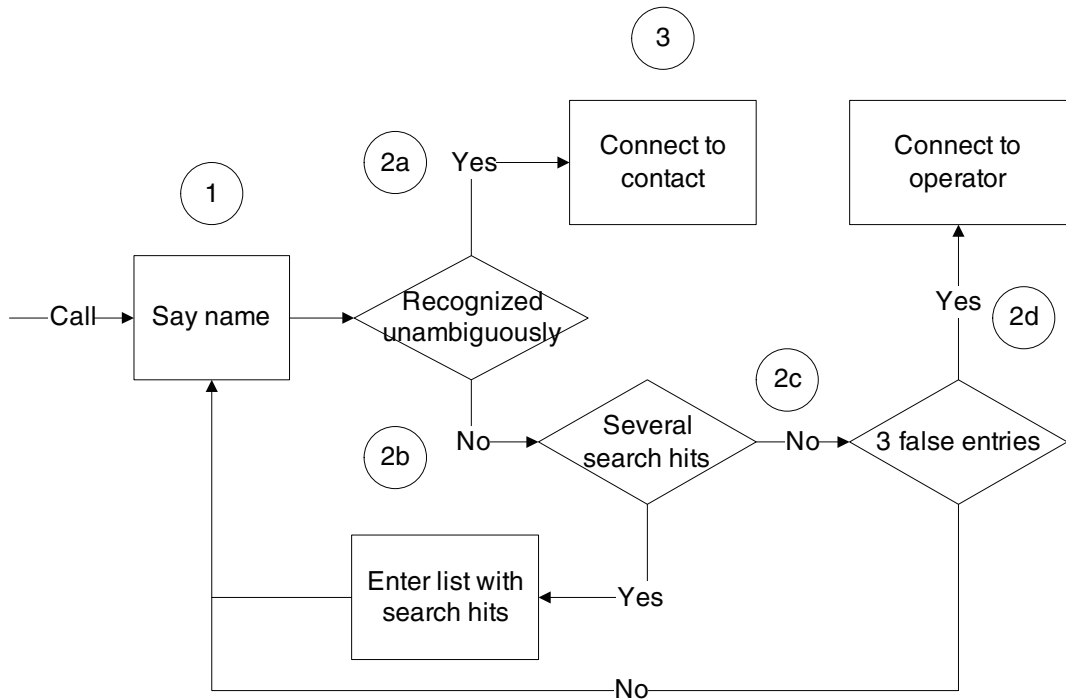 3
Connect to
contact
Connect to
operator
2a
Yes
1
Call
Say name
Recognized
unambiguously
Yes
2d
2c
2b
No
Several
search hits
No
3 false entries
Enter list with
search hits
Yes
No